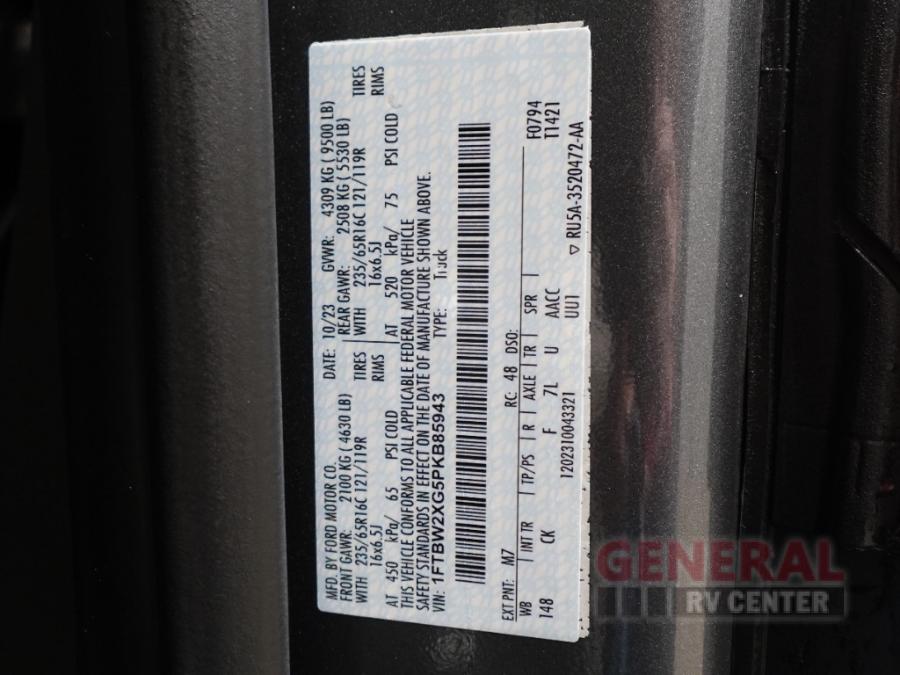 MFD. BY FORD MOTOR CO. DATE: 10/23 GVWR: 4309 KG ( 9500 LB)
FRONT GAWR: 2100 KG ( 4630 LB) REAR GAWR: 2508 KG ( 5530 LB)
WITH 235/65R16C 121/119R TIRES WITH 235/65R16C 121/119R TIRES
16x6.5J RIMS 16x6.5J RIMS
AT 450 kPa/ 65 PSI COLD AT 520 kPa/ 75 PSI COLD
THIS VEHICLE CONFORMS TO ALL APPLICABLE FEDERAL MOTOR VEHICLE
SAFETY STANDARDS IN EFFECT ON THE DATE OF MANUFACTURE SHOWN ABOVE.
VIN: 1FTBW2XG5PKB85943 TYPE: Truck
EXT PNT: M7 RC: 48 DSO: F0794
WB INT TR TP/PS R AXLE TR SPR T1421
148 CK F 7L U AACC
1202310043321 UU1
▽ RU5A-3520472-AA
GENERAL
RV CENTER